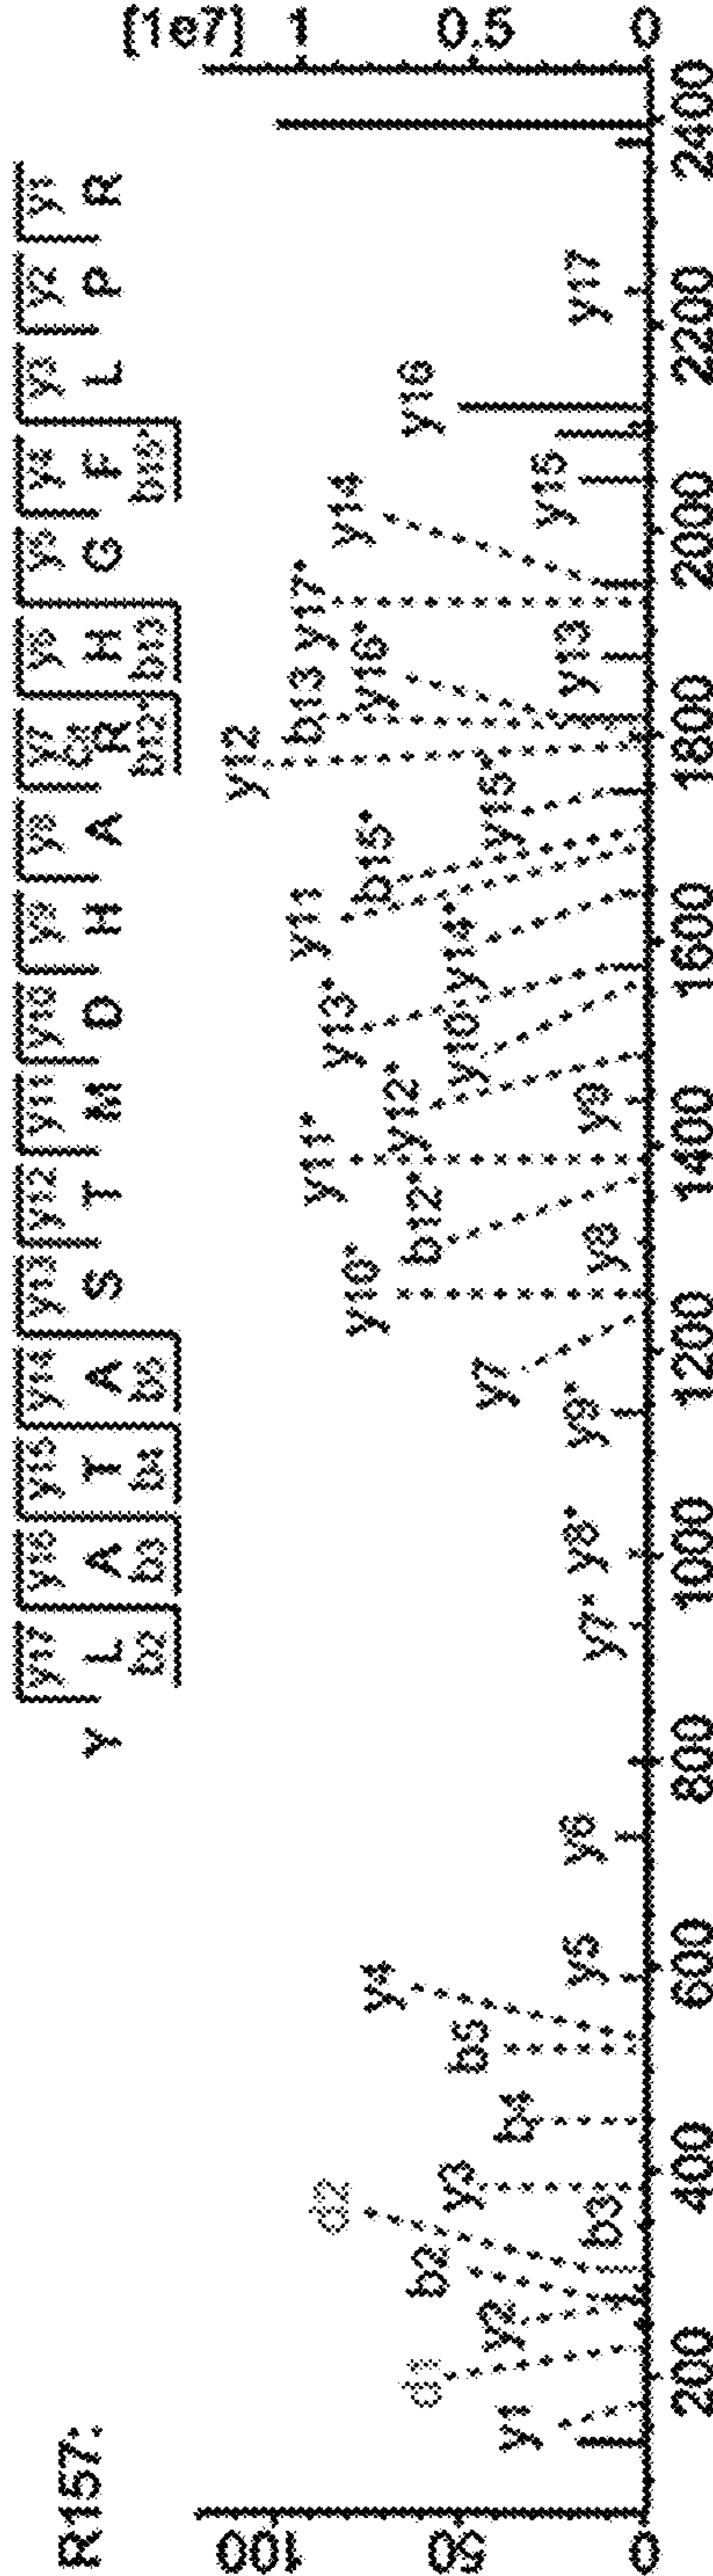 R157:
[1e7]
y17 y16 y15 y14 y13 y12 y11 y10 y9 y8 y7 y6 y5 y4 y3 y2 y1
Y L A T A S T M D H A R H G F L P R
b2 b3 b4 b5 b12* b13 b15*
100 50 0
1 0.5 0
y1 d1 y2 b2 d2 b3 y3 b4 b5 y4 y5 y6 y7* y8* y9* y7 y10* y8 b12* y11* y9 y12* y10 y13* y14* y11 b15* y15* y12 b13 y16* y13 y17* y14 y15 y16 y17
200 400 600 800 1000 1200 1400 1600 1800 2000 2200 2400